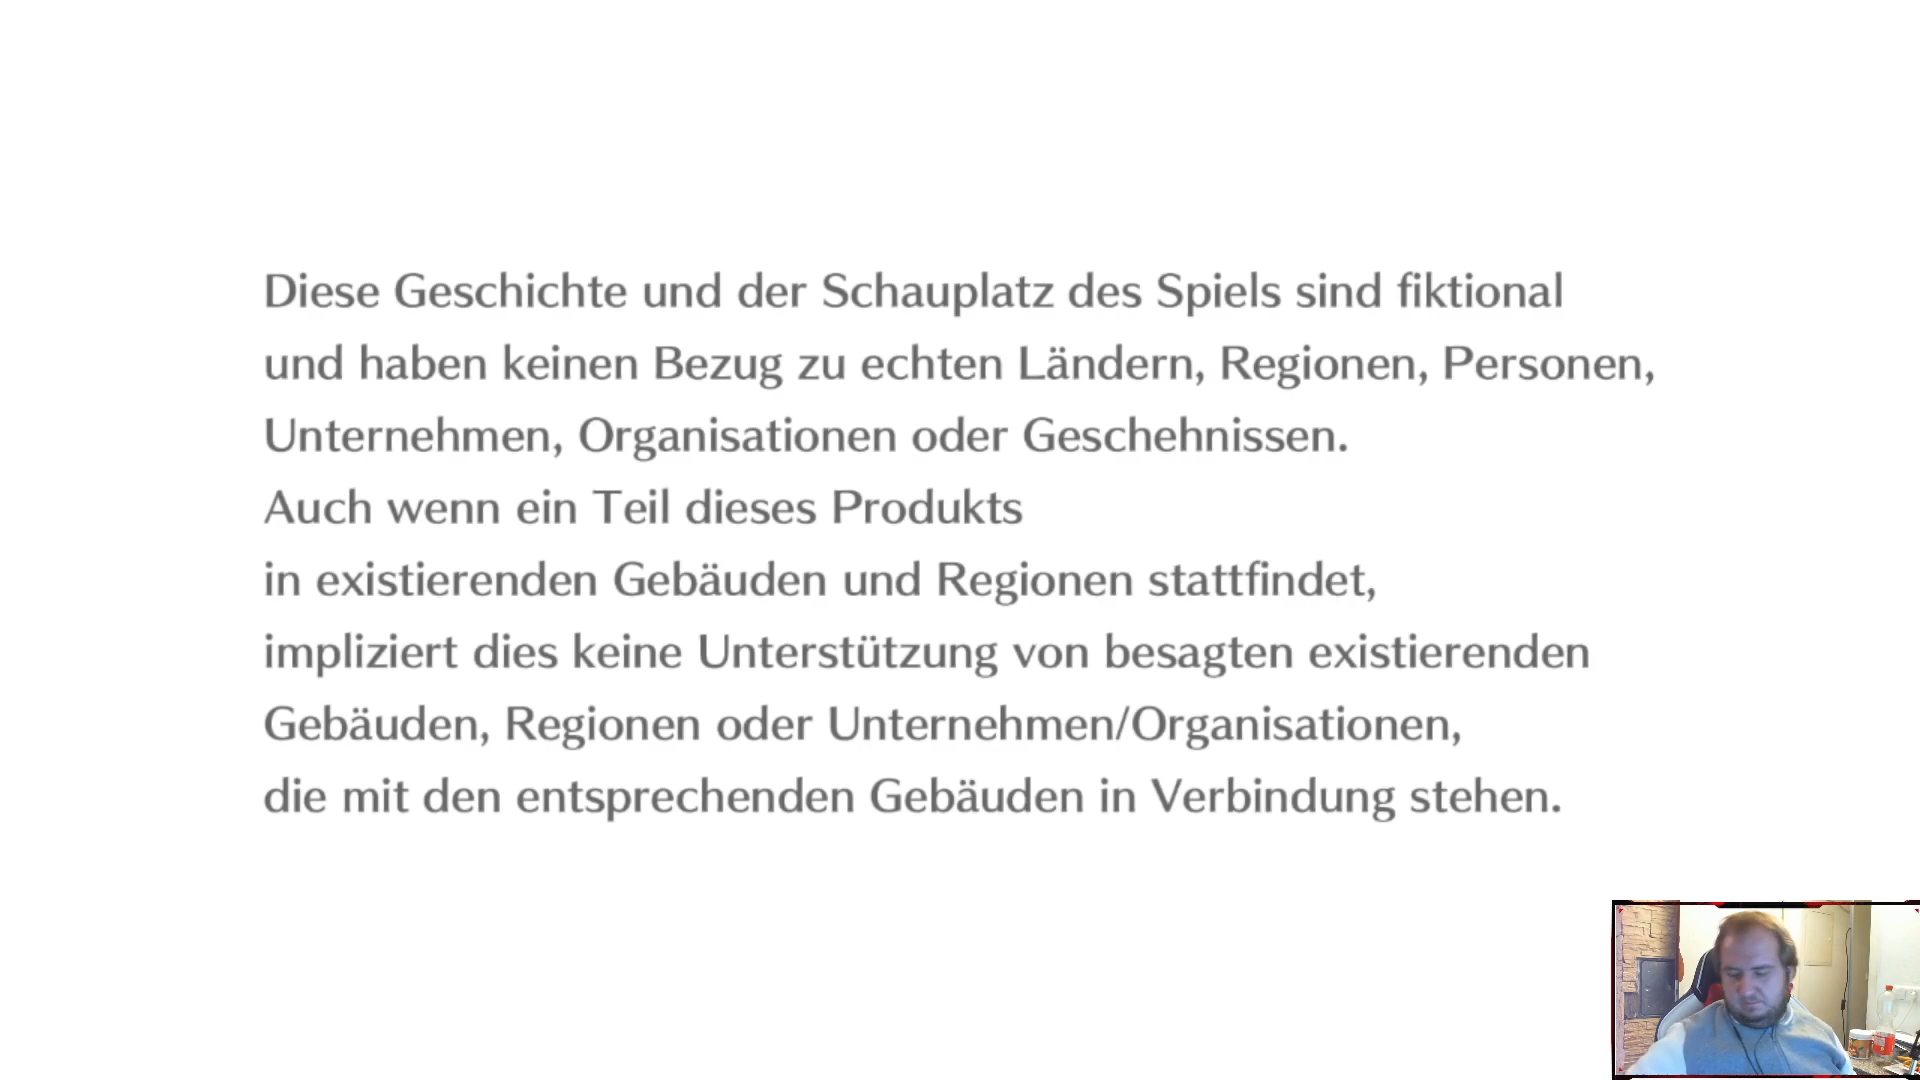 Diese Geschichte und der Schauplatz des Spiels sind fiktional
und haben keinen Bezug zu echten Ländern, Regionen, Personen,
Unternehmen, Organisationen oder Geschehnissen.
Auch wenn ein Teil dieses Produkts
in existierenden Gebäuden und Regionen stattfindet,
impliziert dies keine Unterstützung von besagten existierenden
Gebäuden, Regionen oder Unternehmen/Organisationen,
die mit den entsprechenden Gebäuden in Verbindung stehen.